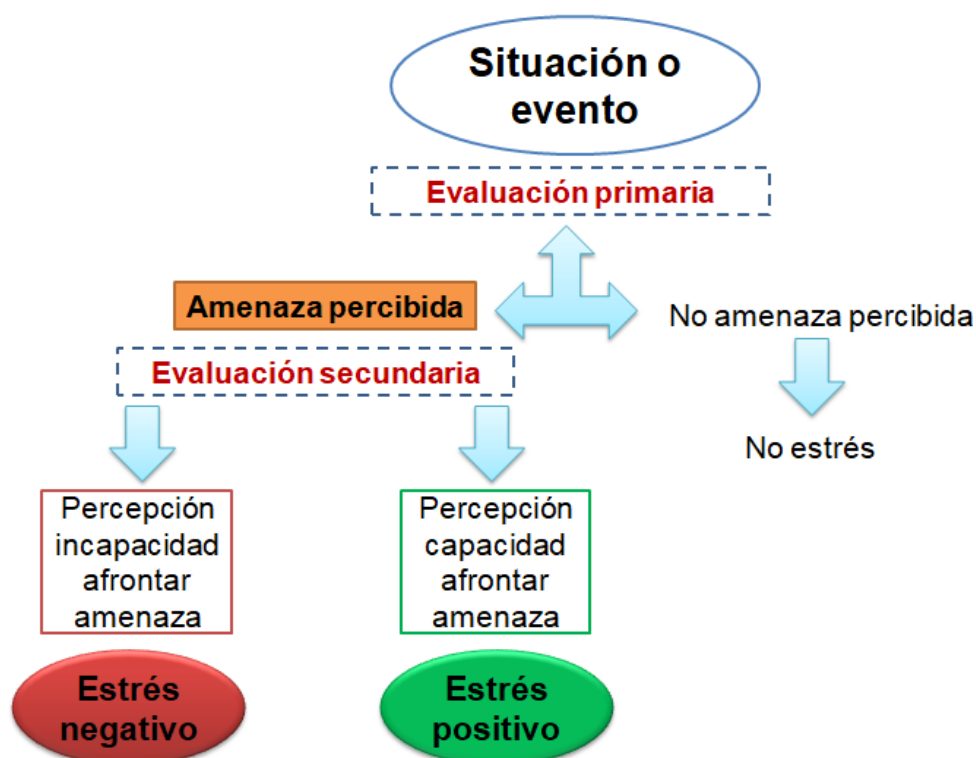 Situación o
evento
Evaluación primaria
Amenaza percibida
No amenaza percibida
Evaluación secundaria
No estrés
Percepción
incapacidad
afrontar
amenaza
Percepción
capacidad
afrontar
amenaza
Estrés
negativo
Estrés
positivo